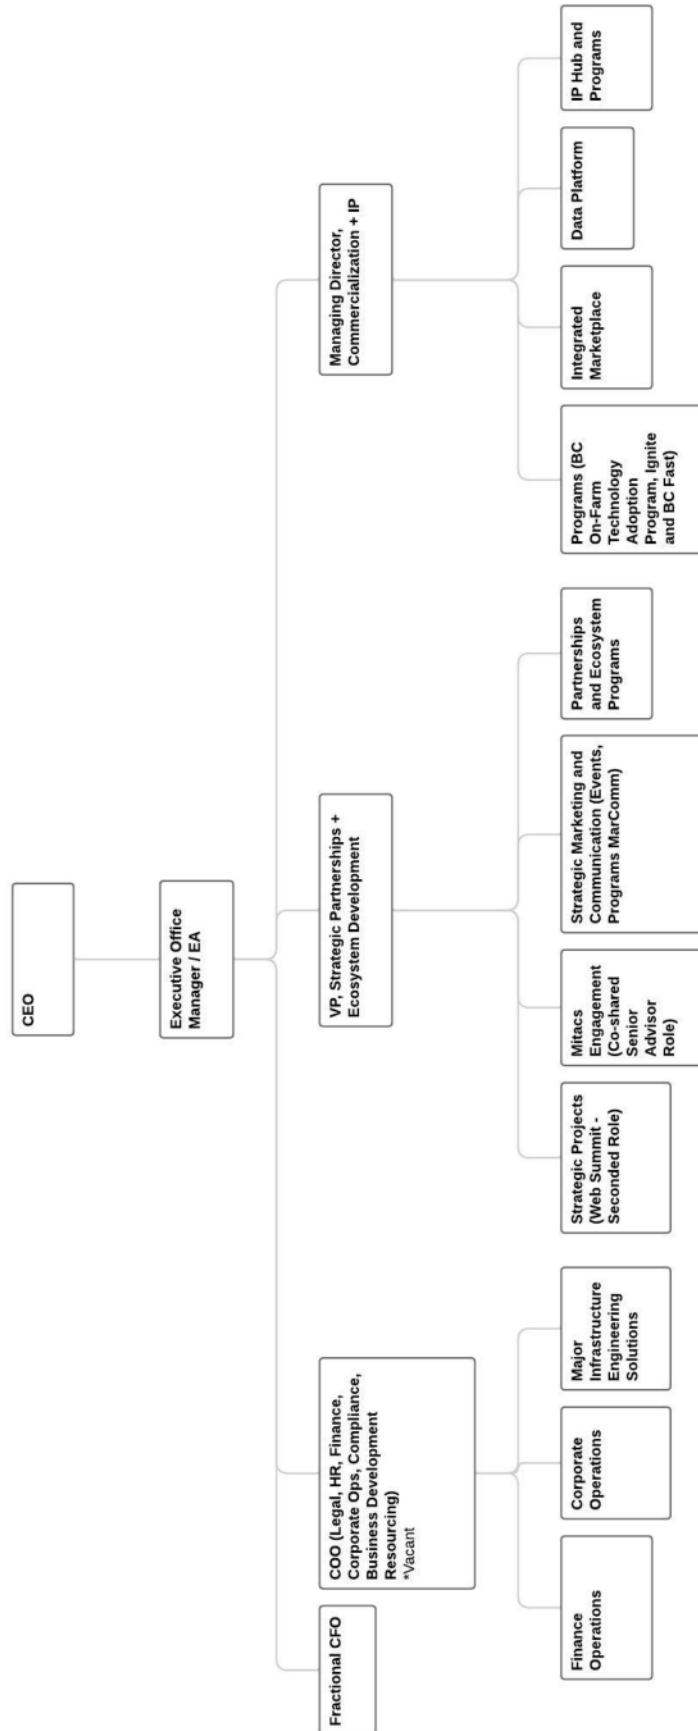 CEO
Executive Office
Manager / EA
Fractional CFO
COO (Legal, HR, Finance,
Corporate Ops, Compliance,
Business Development
Resourcing)
*Vacant
VP, Strategic Partnerships +
Ecosystem Development
Managing Director,
Commercialization + IP
Finance
Operations
Corporate
Operations
Major
Infrastructure
Engineering
Solutions
Strategic Projects
(Web Summit -
Seconded Role)
Mitacs
Engagement
(Co-shared
Senior
Advisor
Role)
Strategic Marketing and
Communication (Events,
Programs MarComm)
Partnerships
and Ecosystem
Programs
Programs (BC
On-Farm
Technology
Adoption
Program, Ignite
and BC Fast)
Integrated
Marketplace
Data Platform
IP Hub and
Programs